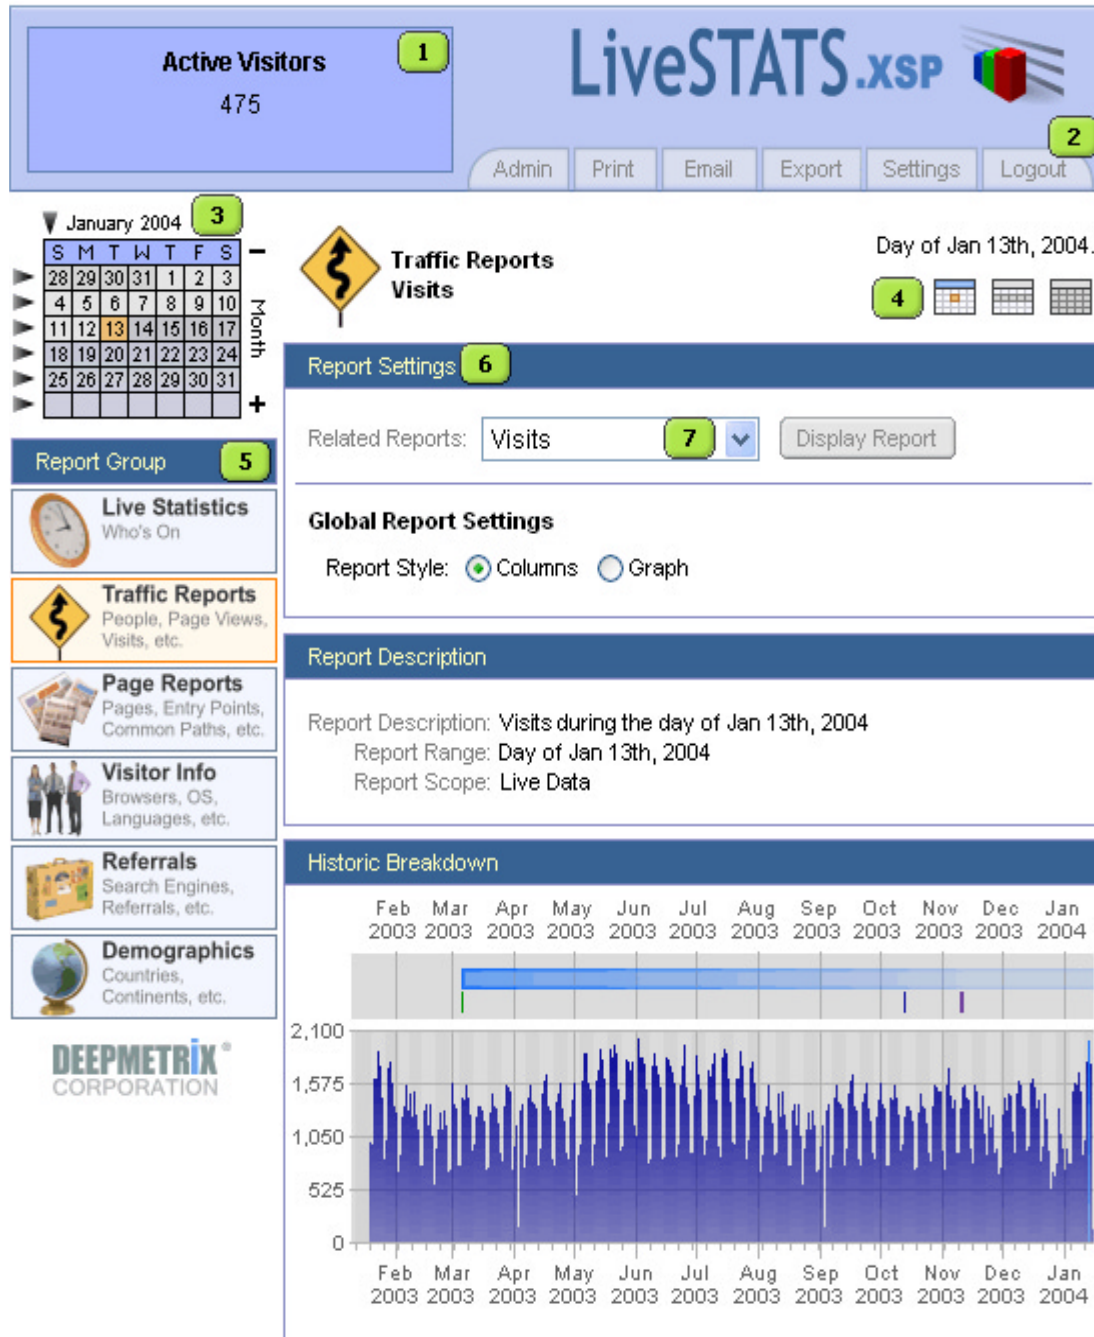 Active Visitors
475
1
LiveSTATS.XSP
2
Admin Print Email Export Settings Logout
January 2004 3
S M T W T F S
28 29 30 31 1 2 3
4 5 6 7 8 9 10
11 12 13 14 15 16 17
18 19 20 21 22 23 24
25 26 27 28 29 30 31
− Month +
Traffic Reports
Visits
Day of Jan 13th, 2004.
4
Report Group 5
Live Statistics
Who's On
Traffic Reports
People, Page Views,
Visits, etc.
Page Reports
Pages, Entry Points,
Common Paths, etc.
Visitor Info
Browsers, OS,
Languages, etc.
Referrals
Search Engines,
Referrals, etc.
Demographics
Countries,
Continents, etc.
DEEPMETRiX®
CORPORATION
Report Settings 6
Related Reports: Visits 7 Display Report
Global Report Settings
Report Style: Columns Graph
Report Description
Report Description: Visits during the day of Jan 13th, 2004
Report Range: Day of Jan 13th, 2004
Report Scope: Live Data
Historic Breakdown
Feb Mar Apr May Jun Jul Aug Sep Oct Nov Dec Jan
2003 2003 2003 2003 2003 2003 2003 2003 2003 2003 2003 2004
2,100
1,575
1,050
525
0
Feb Mar Apr May Jun Jul Aug Sep Oct Nov Dec Jan
2003 2003 2003 2003 2003 2003 2003 2003 2003 2003 2003 2004